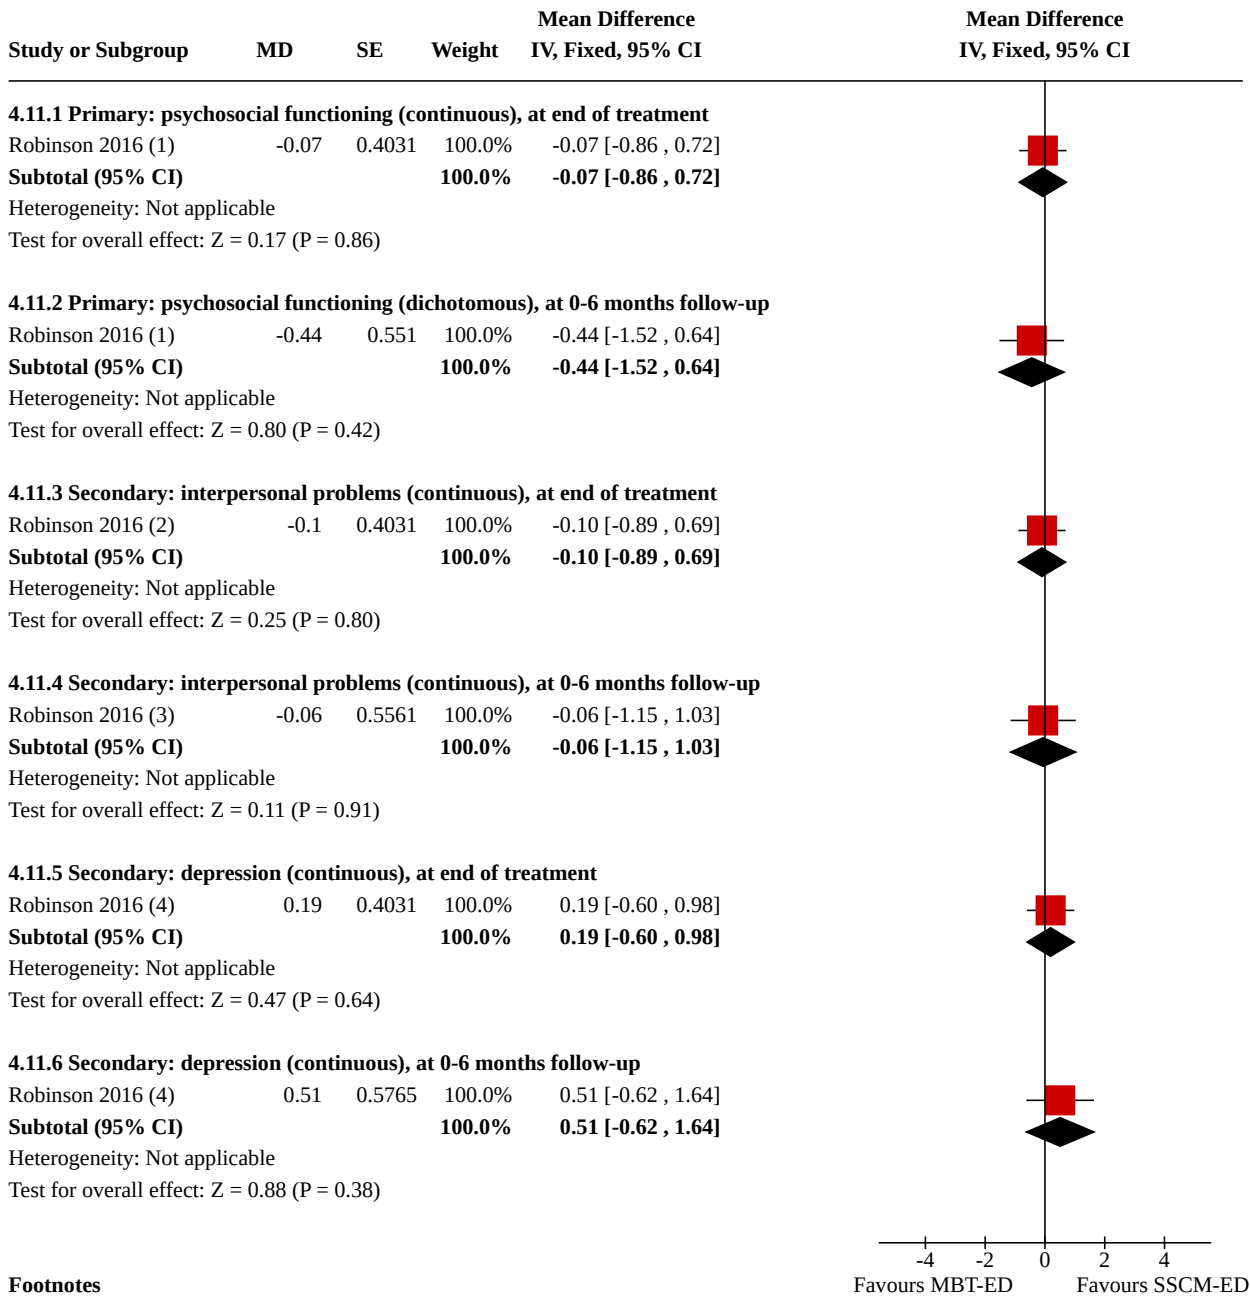 Mean Difference Mean Difference
Study or Subgroup MD SE Weight IV, Fixed, 95% CI IV, Fixed, 95% CI
4.11.1 Primary: psychosocial functioning (continuous), at end of treatment
Robinson 2016 (1) -0.07 0.4031 100.0% -0.07 [-0.86 , 0.72]
Subtotal (95% CI) 100.0% -0.07 [-0.86 , 0.72]
Heterogeneity: Not applicable
Test for overall effect: Z = 0.17 (P = 0.86)
4.11.2 Primary: psychosocial functioning (dichotomous), at 0-6 months follow-up
Robinson 2016 (1) -0.44 0.551 100.0% -0.44 [-1.52 , 0.64]
Subtotal (95% CI) 100.0% -0.44 [-1.52 , 0.64]
Heterogeneity: Not applicable
Test for overall effect: Z = 0.80 (P = 0.42)
4.11.3 Secondary: interpersonal problems (continuous), at end of treatment
Robinson 2016 (2) -0.1 0.4031 100.0% -0.10 [-0.89 , 0.69]
Subtotal (95% CI) 100.0% -0.10 [-0.89 , 0.69]
Heterogeneity: Not applicable
Test for overall effect: Z = 0.25 (P = 0.80)
4.11.4 Secondary: interpersonal problems (continuous), at 0-6 months follow-up
Robinson 2016 (3) -0.06 0.5561 100.0% -0.06 [-1.15 , 1.03]
Subtotal (95% CI) 100.0% -0.06 [-1.15 , 1.03]
Heterogeneity: Not applicable
Test for overall effect: Z = 0.11 (P = 0.91)
4.11.5 Secondary: depression (continuous), at end of treatment
Robinson 2016 (4) 0.19 0.4031 100.0% 0.19 [-0.60 , 0.98]
Subtotal (95% CI) 100.0% 0.19 [-0.60 , 0.98]
Heterogeneity: Not applicable
Test for overall effect: Z = 0.47 (P = 0.64)
4.11.6 Secondary: depression (continuous), at 0-6 months follow-up
Robinson 2016 (4) 0.51 0.5765 100.0% 0.51 [-0.62 , 1.64]
Subtotal (95% CI) 100.0% 0.51 [-0.62 , 1.64]
Heterogeneity: Not applicable
Test for overall effect: Z = 0.88 (P = 0.38)
-4 -2 0 2 4
Footnotes Favours MBT-ED Favours SSCM-ED